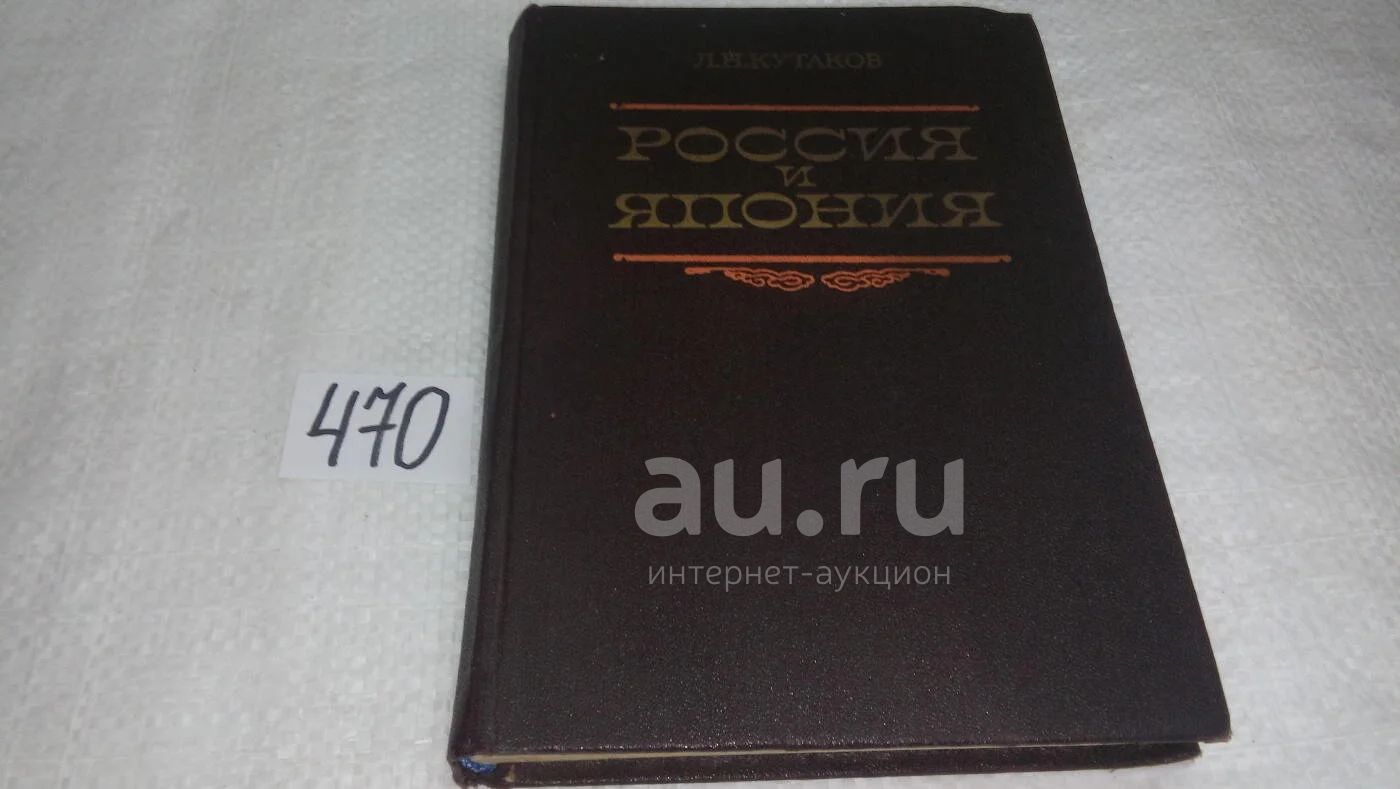 Л.Н.КУТАКОВ
РОССИЯ
И
ЯПОНИЯ
470
au.ru
интернет-аукцион